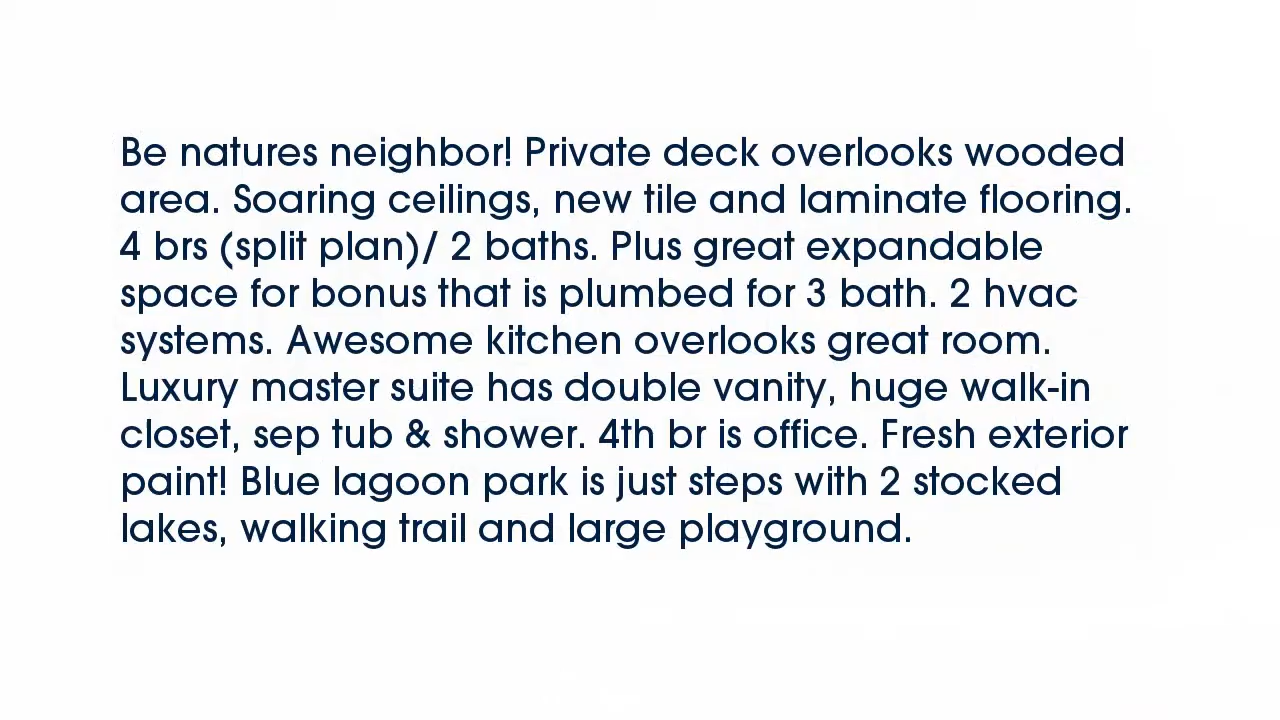 Be natures neighbor! Private deck overlooks wooded
area. Soaring ceilings, new tile and laminate flooring.
4 brs (split plan)/ 2 baths. Plus great expandable
space for bonus that is plumbed for 3 bath. 2 hvac
systems. Awesome kitchen overlooks great room.
Luxury master suite has double vanity, huge walk-in
closet, sep tub & shower. 4th br is office. Fresh exterior
paint! Blue lagoon park is just steps with 2 stocked
lakes, walking trail and large playground.